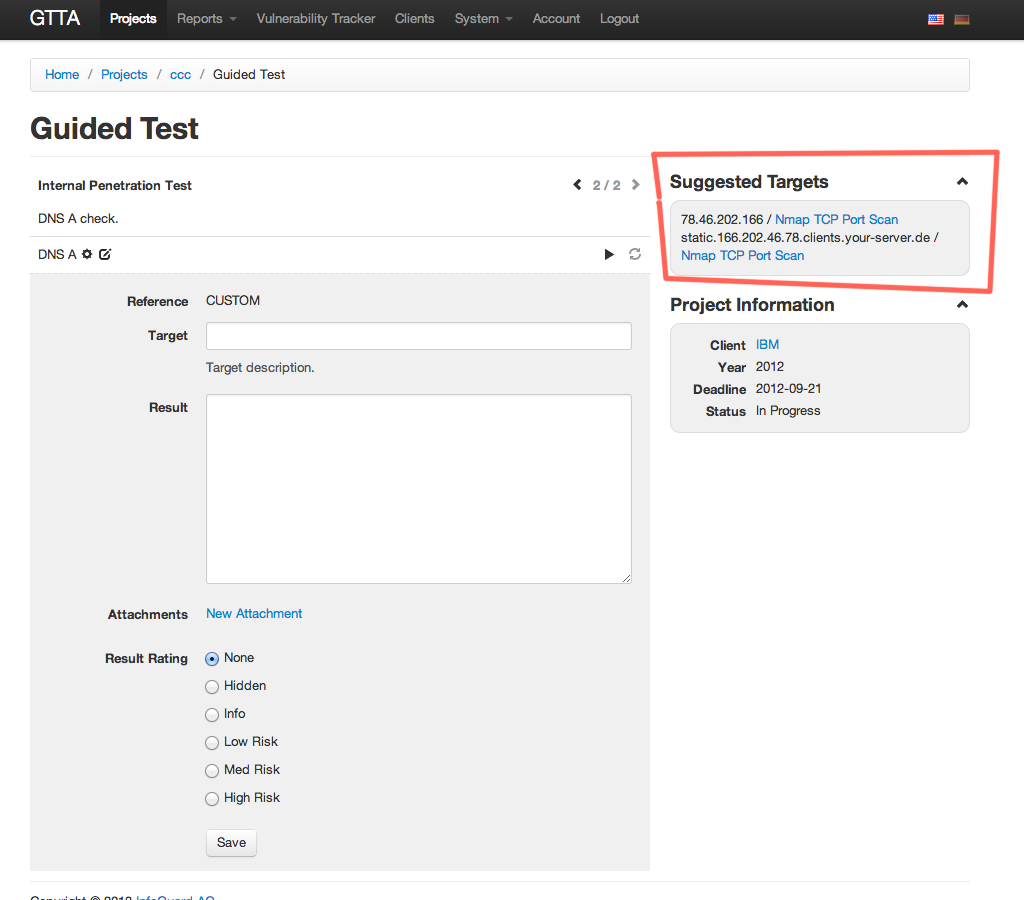 GTTA Projects Reports Vulnerability Tracker Clients System Account Logout
Home / Projects / ccc / Guided Test
Guided Test
Internal Penetration Test
2 / 2
DNS A check.
DNS A
Reference CUSTOM
Target
Target description.
Result
Attachments New Attachment
Result Rating None
Hidden
Info
Low Risk
Med Risk
High Risk
Save
Suggested Targets
78.46.202.166 / Nmap TCP Port Scan
static.166.202.46.78.clients.your-server.de /
Nmap TCP Port Scan
Project Information
Client IBM
Year 2012
Deadline 2012-09-21
Status In Progress
Copyright ©
InfoGuard AG